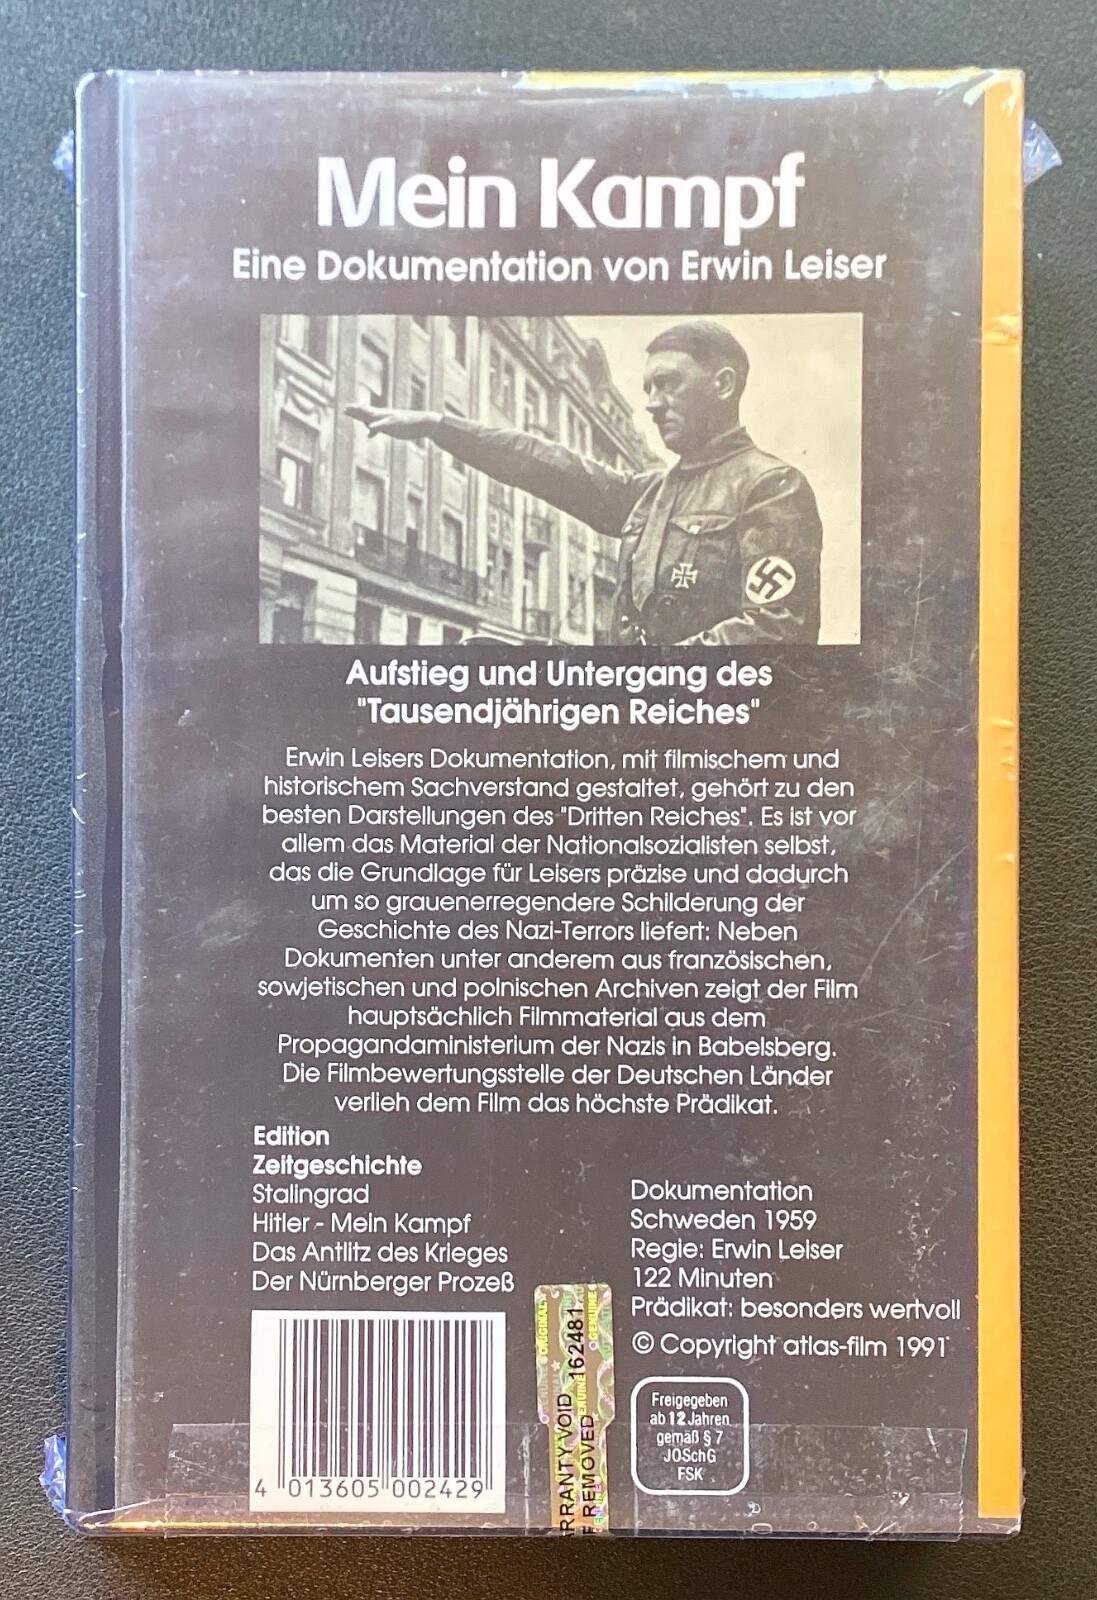 Mein Kampf
Eine Dokumentation von Erwin Leiser
Aufstieg und Untergang des
"Tausendjährigen Reiches"
Erwin Leisers Dokumentation, mit filmischem und
historischem Sachverstand gestaltet, gehört zu den
besten Darstellungen des "Dritten Reiches". Es ist vor
allem das Material der Nationalsozialisten selbst,
das die Grundlage für Leisers präzise und dadurch
um so grauenerregendere Schilderung der
Geschichte des Nazi-Terrors liefert: Neben
Dokumenten unter anderem aus französischen,
sowjetischen und polnischen Archiven zeigt der Film
hauptsächlich Filmmaterial aus dem
Propagandaministerium der Nazis in Babelsberg.
Die Filmbewertungsstelle der Deutschen Länder
verlieh dem Film das höchste Prädikat.
Edition
Zeitgeschichte
Stalingrad
Hitler - Mein Kampf
Das Antlitz des Krieges
Der Nürnberger Prozeß
Dokumentation
Schweden 1959
Regie: Erwin Leiser
122 Minuten
Prädikat: besonders wertvoll
© Copyright atlas-film 1991
Freigegeben
ab 12 Jahren
gemäß § 7
JÖSchG
FSK
4 013605 002429
ORIGINAL
GENUINE
162481
VOID
REMOVED